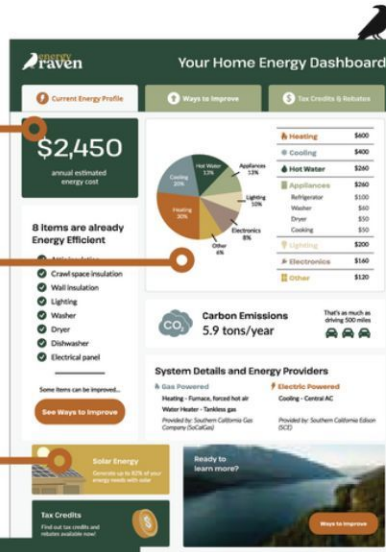 energy
raven
Your Home Energy Dashboard
Current Energy Profile
Ways to Improve
Tax Credits & Rebates
$2,450
annual estimated
energy cost
8 Items are already
Energy Efficient
Crawl space insulation
Wall insulation
Lighting
Washer
Dryer
Dishwasher
Electrical panel
Some items can be improved...
See Ways to Improve
Hot Water
13%
Appliances
13%
Lighting
10%
Electronics
8%
Other
6%
Heating
30%
Cooling
20%
Heating $600
Cooling $400
Hot Water $260
Appliances $260
Refrigerator $100
Washer $60
Dryer $50
Cooking $50
Lighting $200
Electronics $160
Other $120
CO₂
Carbon Emissions
5.9 tons/year
That's as much as
driving 500 miles
System Details and Energy Providers
Gas Powered
Heating - Furnace, forced hot air
Water Heater - Tankless gas
Provided by: Southern California Gas
Company (SoCalGas)
Electric Powered
Cooling - Central AC
Provided by: Southern California Edison
(SCE)
Solar Energy
Generate up to 82% of your
energy needs with solar
Tax Credits
Find out tax credits and
rebates available now!
Ready to
learn more?
Ways to Improve